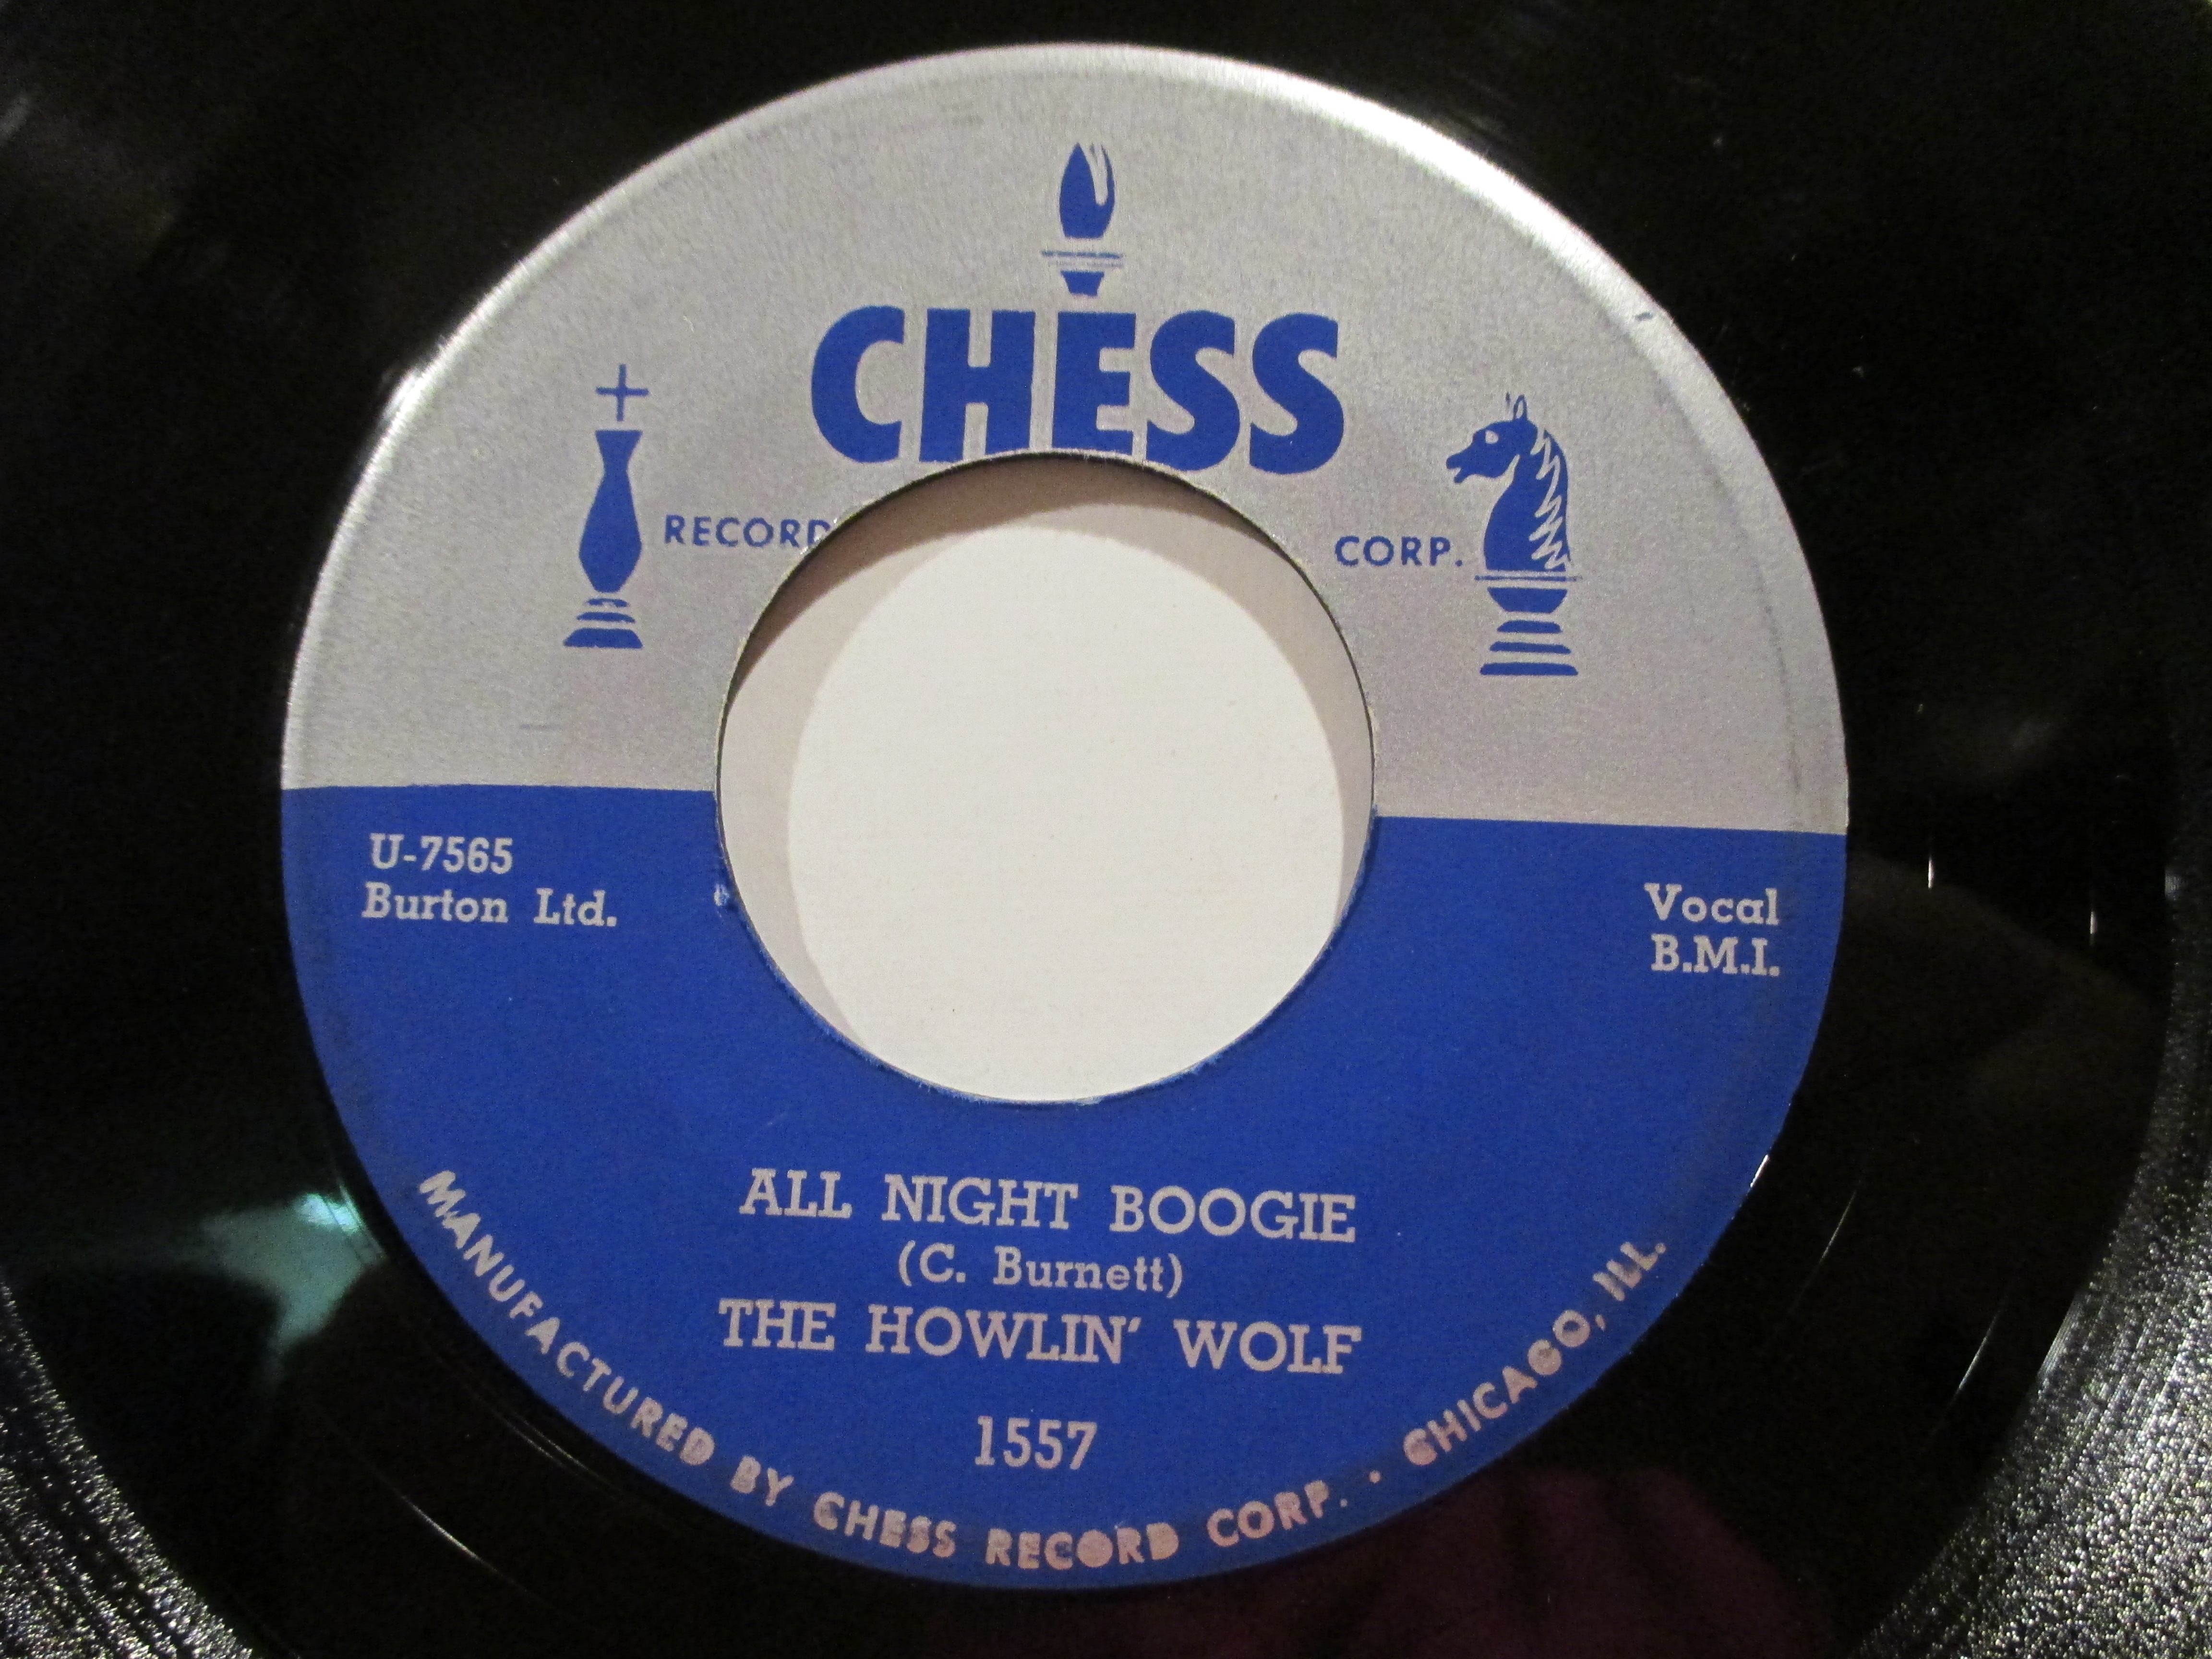 CHESS
RECORD CORP.
U-7565
Burton Ltd.
Vocal
B.M.I.
ALL NIGHT BOOGIE
(C. Burnett)
THE HOWLIN' WOLF
1557
MANUFACTURED BY CHESS RECORD CORP. • CHICAGO, ILL.